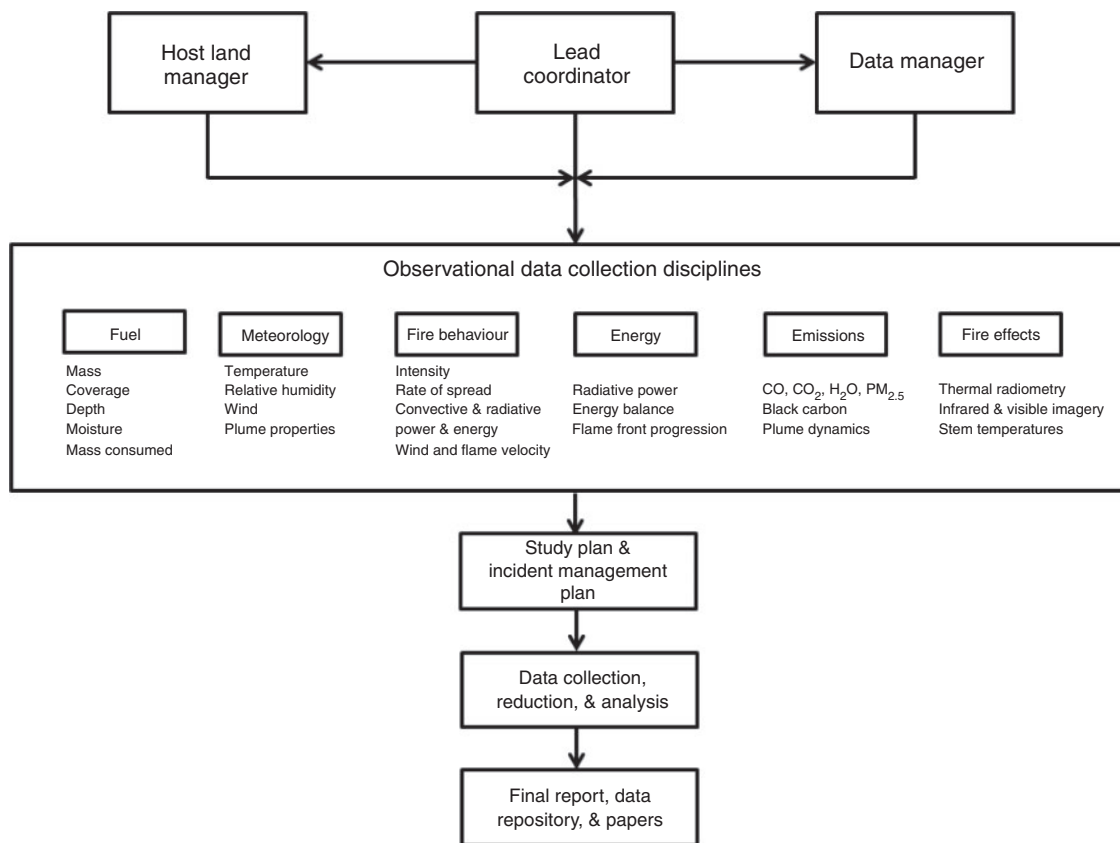 Host land
manager
Lead
coordinator
Data manager
Observational data collection disciplines
Fuel
Mass
Coverage
Depth
Moisture
Mass consumed
Meteorology
Temperature
Relative humidity
Wind
Plume properties
Fire behaviour
Intensity
Rate of spread
Convective & radiative
power & energy
Wind and flame velocity
Energy
Radiative power
Energy balance
Flame front progression
Emissions
CO, CO₂, H₂O, PM₂.₅
Black carbon
Plume dynamics
Fire effects
Thermal radiometry
Infrared & visible imagery
Stem temperatures
Study plan &
incident management
plan
Data collection,
reduction, & analysis
Final report, data
repository, & papers